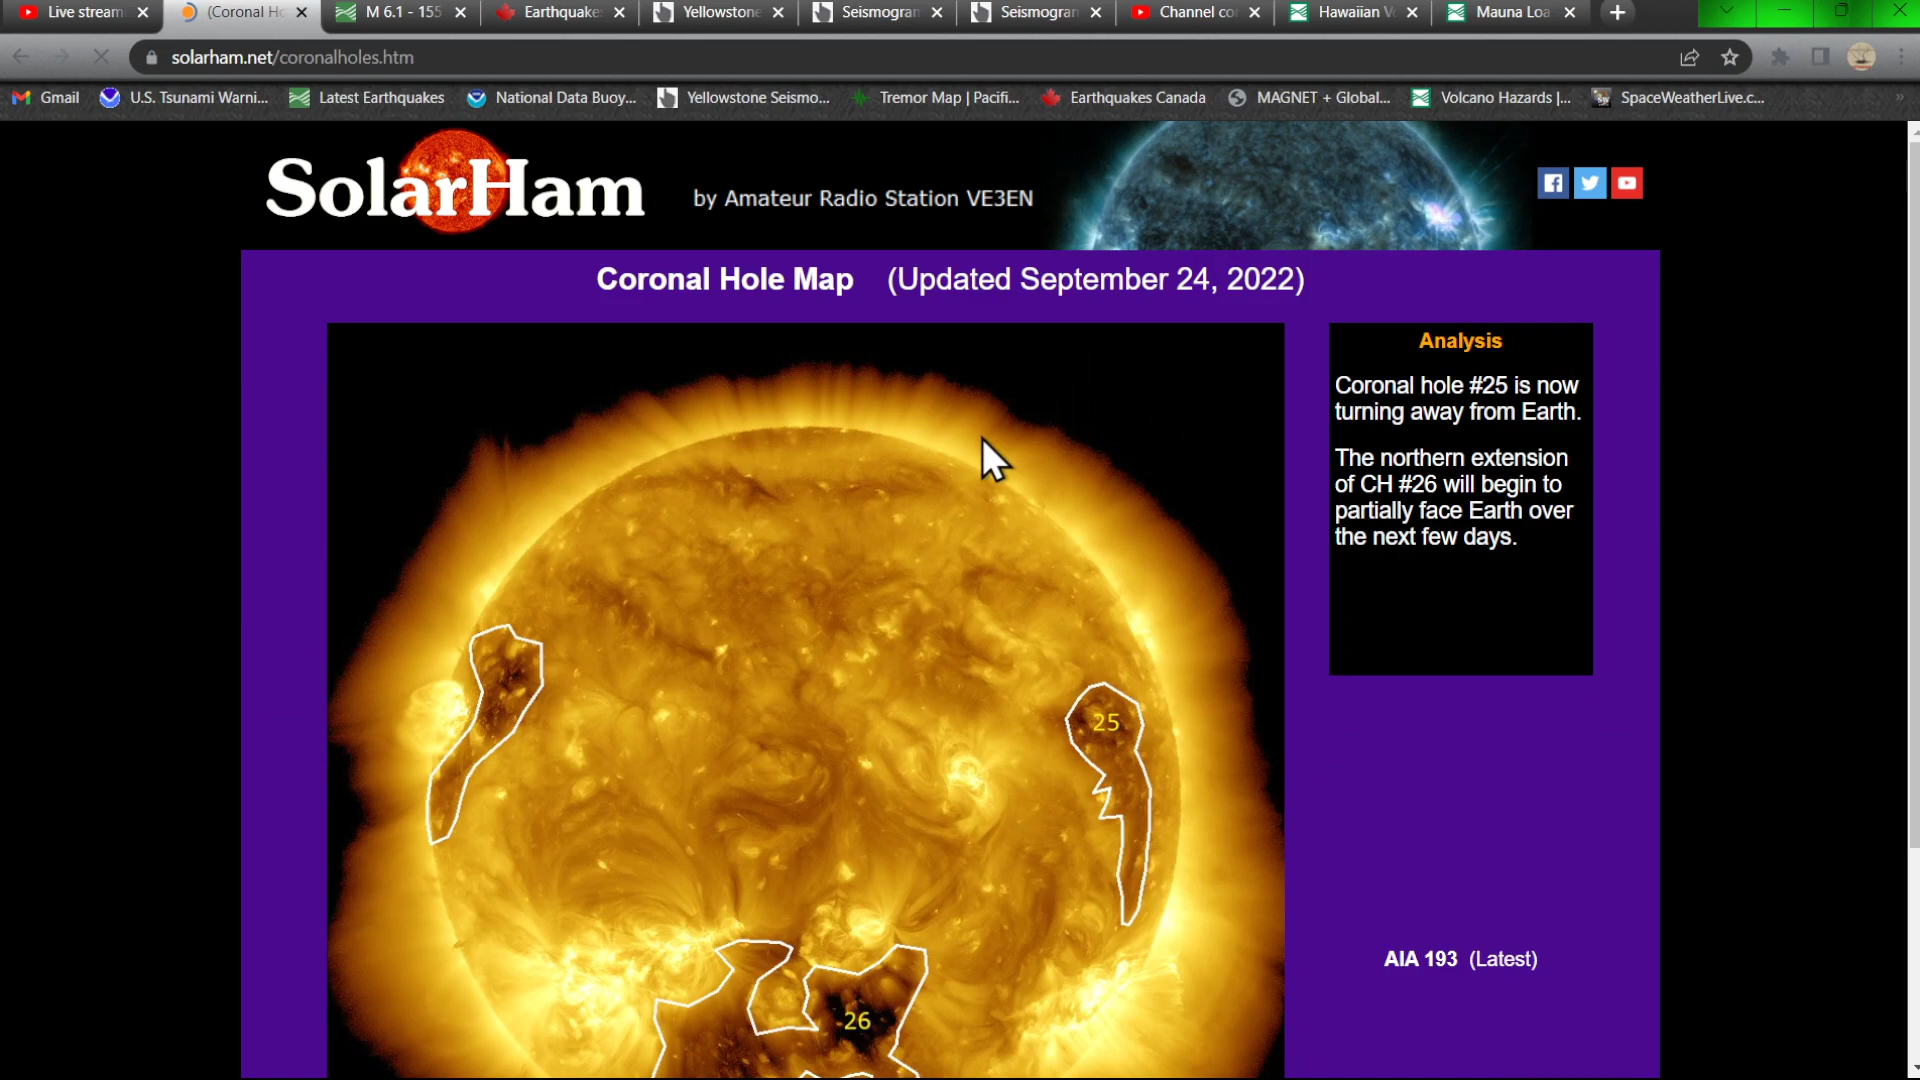 Live stream
(Coronal Ho
M 6.1 - 155
Earthquake
Yellowstone
Seismogram
Seismogram
Channel co
Hawaiian V
Mauna Loa
solarham.net/coronalholes.htm
Gmail
U.S. Tsunami Warni...
Latest Earthquakes
National Data Buoy...
Yellowstone Seismo...
Tremor Map | Pacifi...
Earthquakes Canada
MAGNET + Global...
Volcano Hazards |...
SpaceWeatherLive.c...
SolarHam
by Amateur Radio Station VE3EN
Coronal Hole Map (Updated September 24, 2022)
Analysis
Coronal hole #25 is now
turning away from Earth.
The northern extension
of CH #26 will begin to
partially face Earth over
the next few days.
25
26
AIA 193 (Latest)